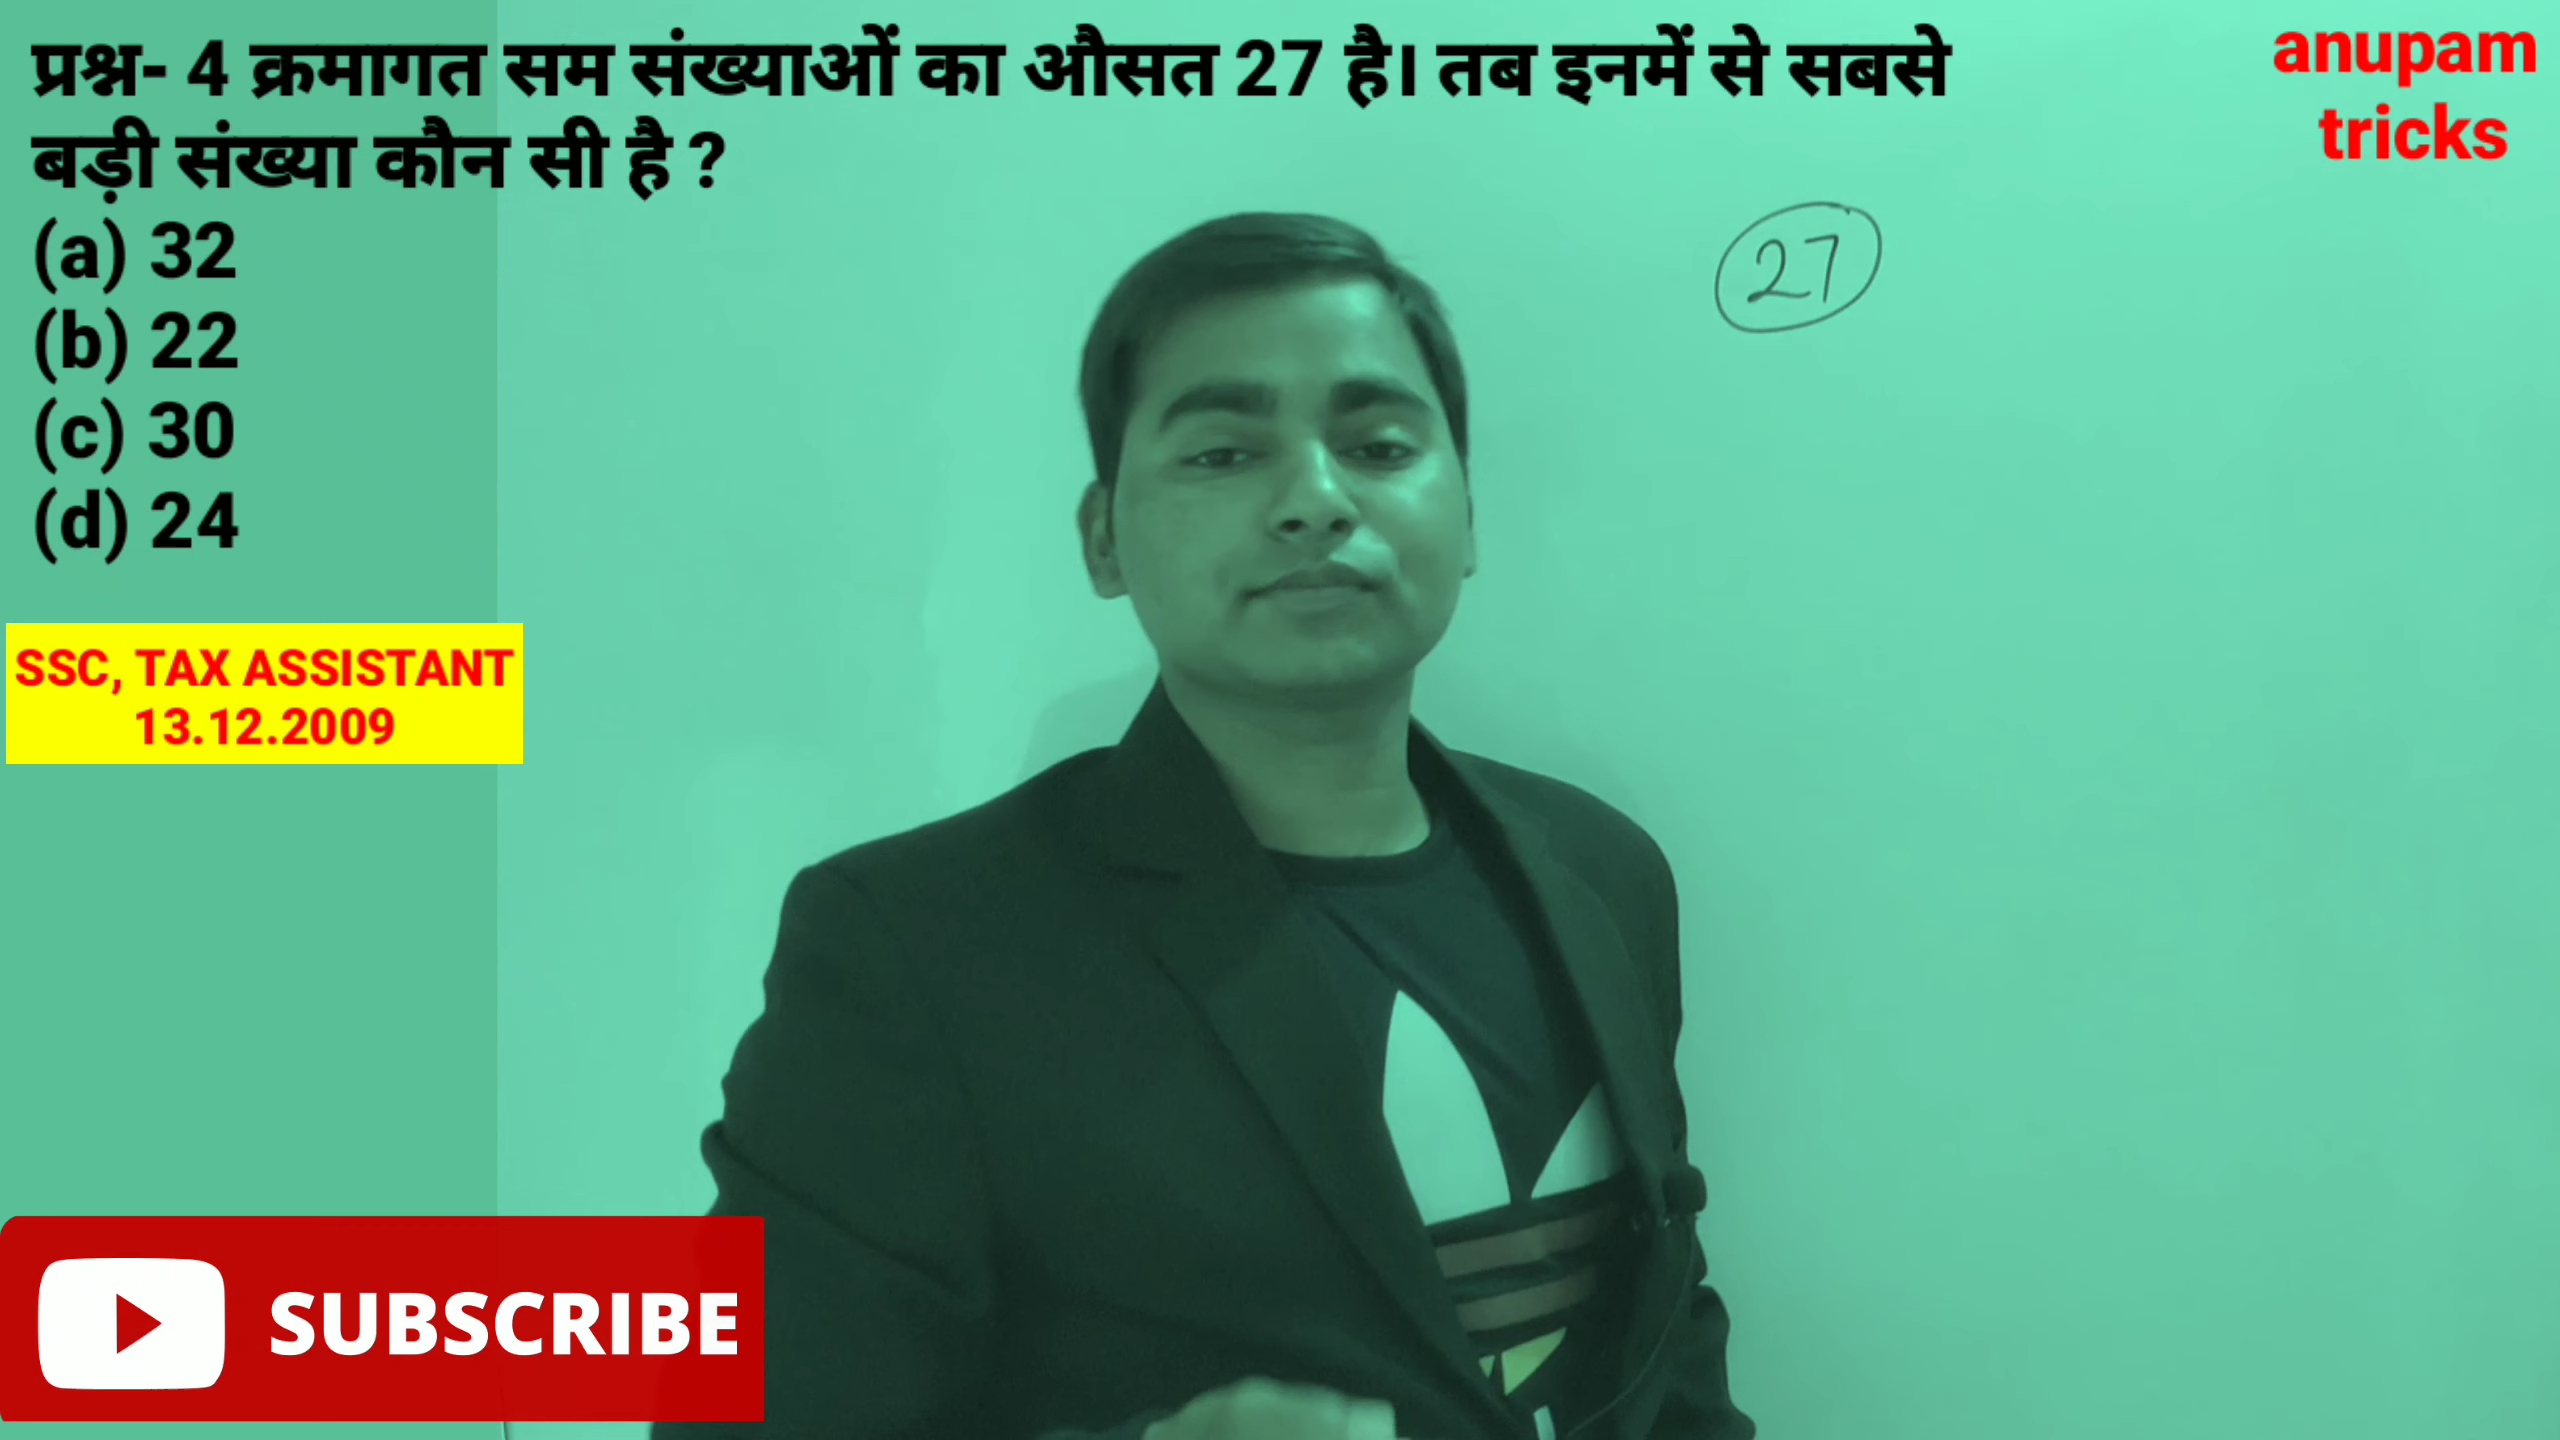 प्रश्न- 4 क्रमागत सम संख्याओं का औसत 27 है। तब इनमें से सबसे
बड़ी संख्या कौन सी है ?
(a) 32
(b) 22
(c) 30
(d) 24
SSC, TAX ASSISTANT
13.12.2009
anupam
tricks
27
SUBSCRIBE